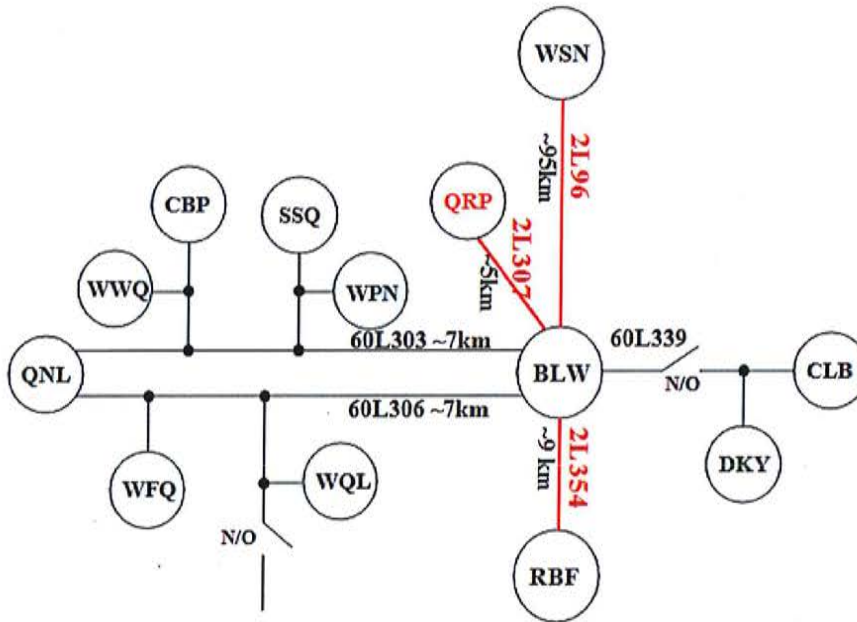 WSN
2L96
~95km
CBP
SSQ
QRP
2L307
~5km
WWQ
WPN
60L303 ~7km
60L339
QNL
BLW
N/O
CLB
60L306 ~7km
2L354
~9 km
WFQ
WQL
DKY
N/O
RBF